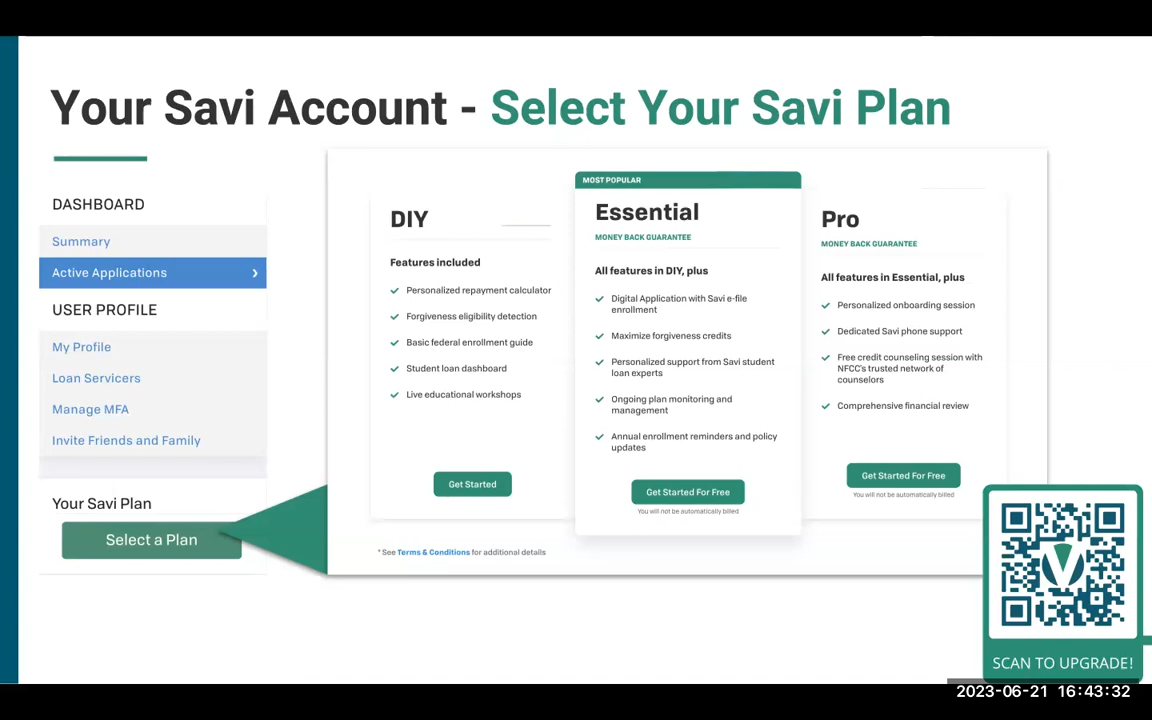 Your Savi Account - Select Your Savi Plan
DASHBOARD
Summary
Active Applications
USER PROFILE
My Profile
Loan Servicers
Manage MFA
Invite Friends and Family
Your Savi Plan
Select a Plan
DIY
Features included
Personalized repayment calculator
Forgiveness eligibility detection
Basic federal enrollment guide
Student loan dashboard
Live educational workshops
Get Started
MOST POPULAR
Essential
MONEY BACK GUARANTEE
All features in DIY, plus
Digital Application with Savi e-file
enrollment
Maximize forgiveness credits
Personalized support from Savi student
loan experts
Ongoing plan monitoring and
management
Annual enrollment reminders and policy
updates
Get Started For Free
You will not be automatically billed
Pro
MONEY BACK GUARANTEE
All features in Essential, plus
Personalized onboarding session
Dedicated Savi phone support
Free credit counseling session with
NFCC's trusted network of
counselors
Comprehensive financial review
Get Started For Free
You will not be automatically billed
* See Terms & Conditions for additional details
SCAN TO UPGRADE!
2023-06-21 16:43:32